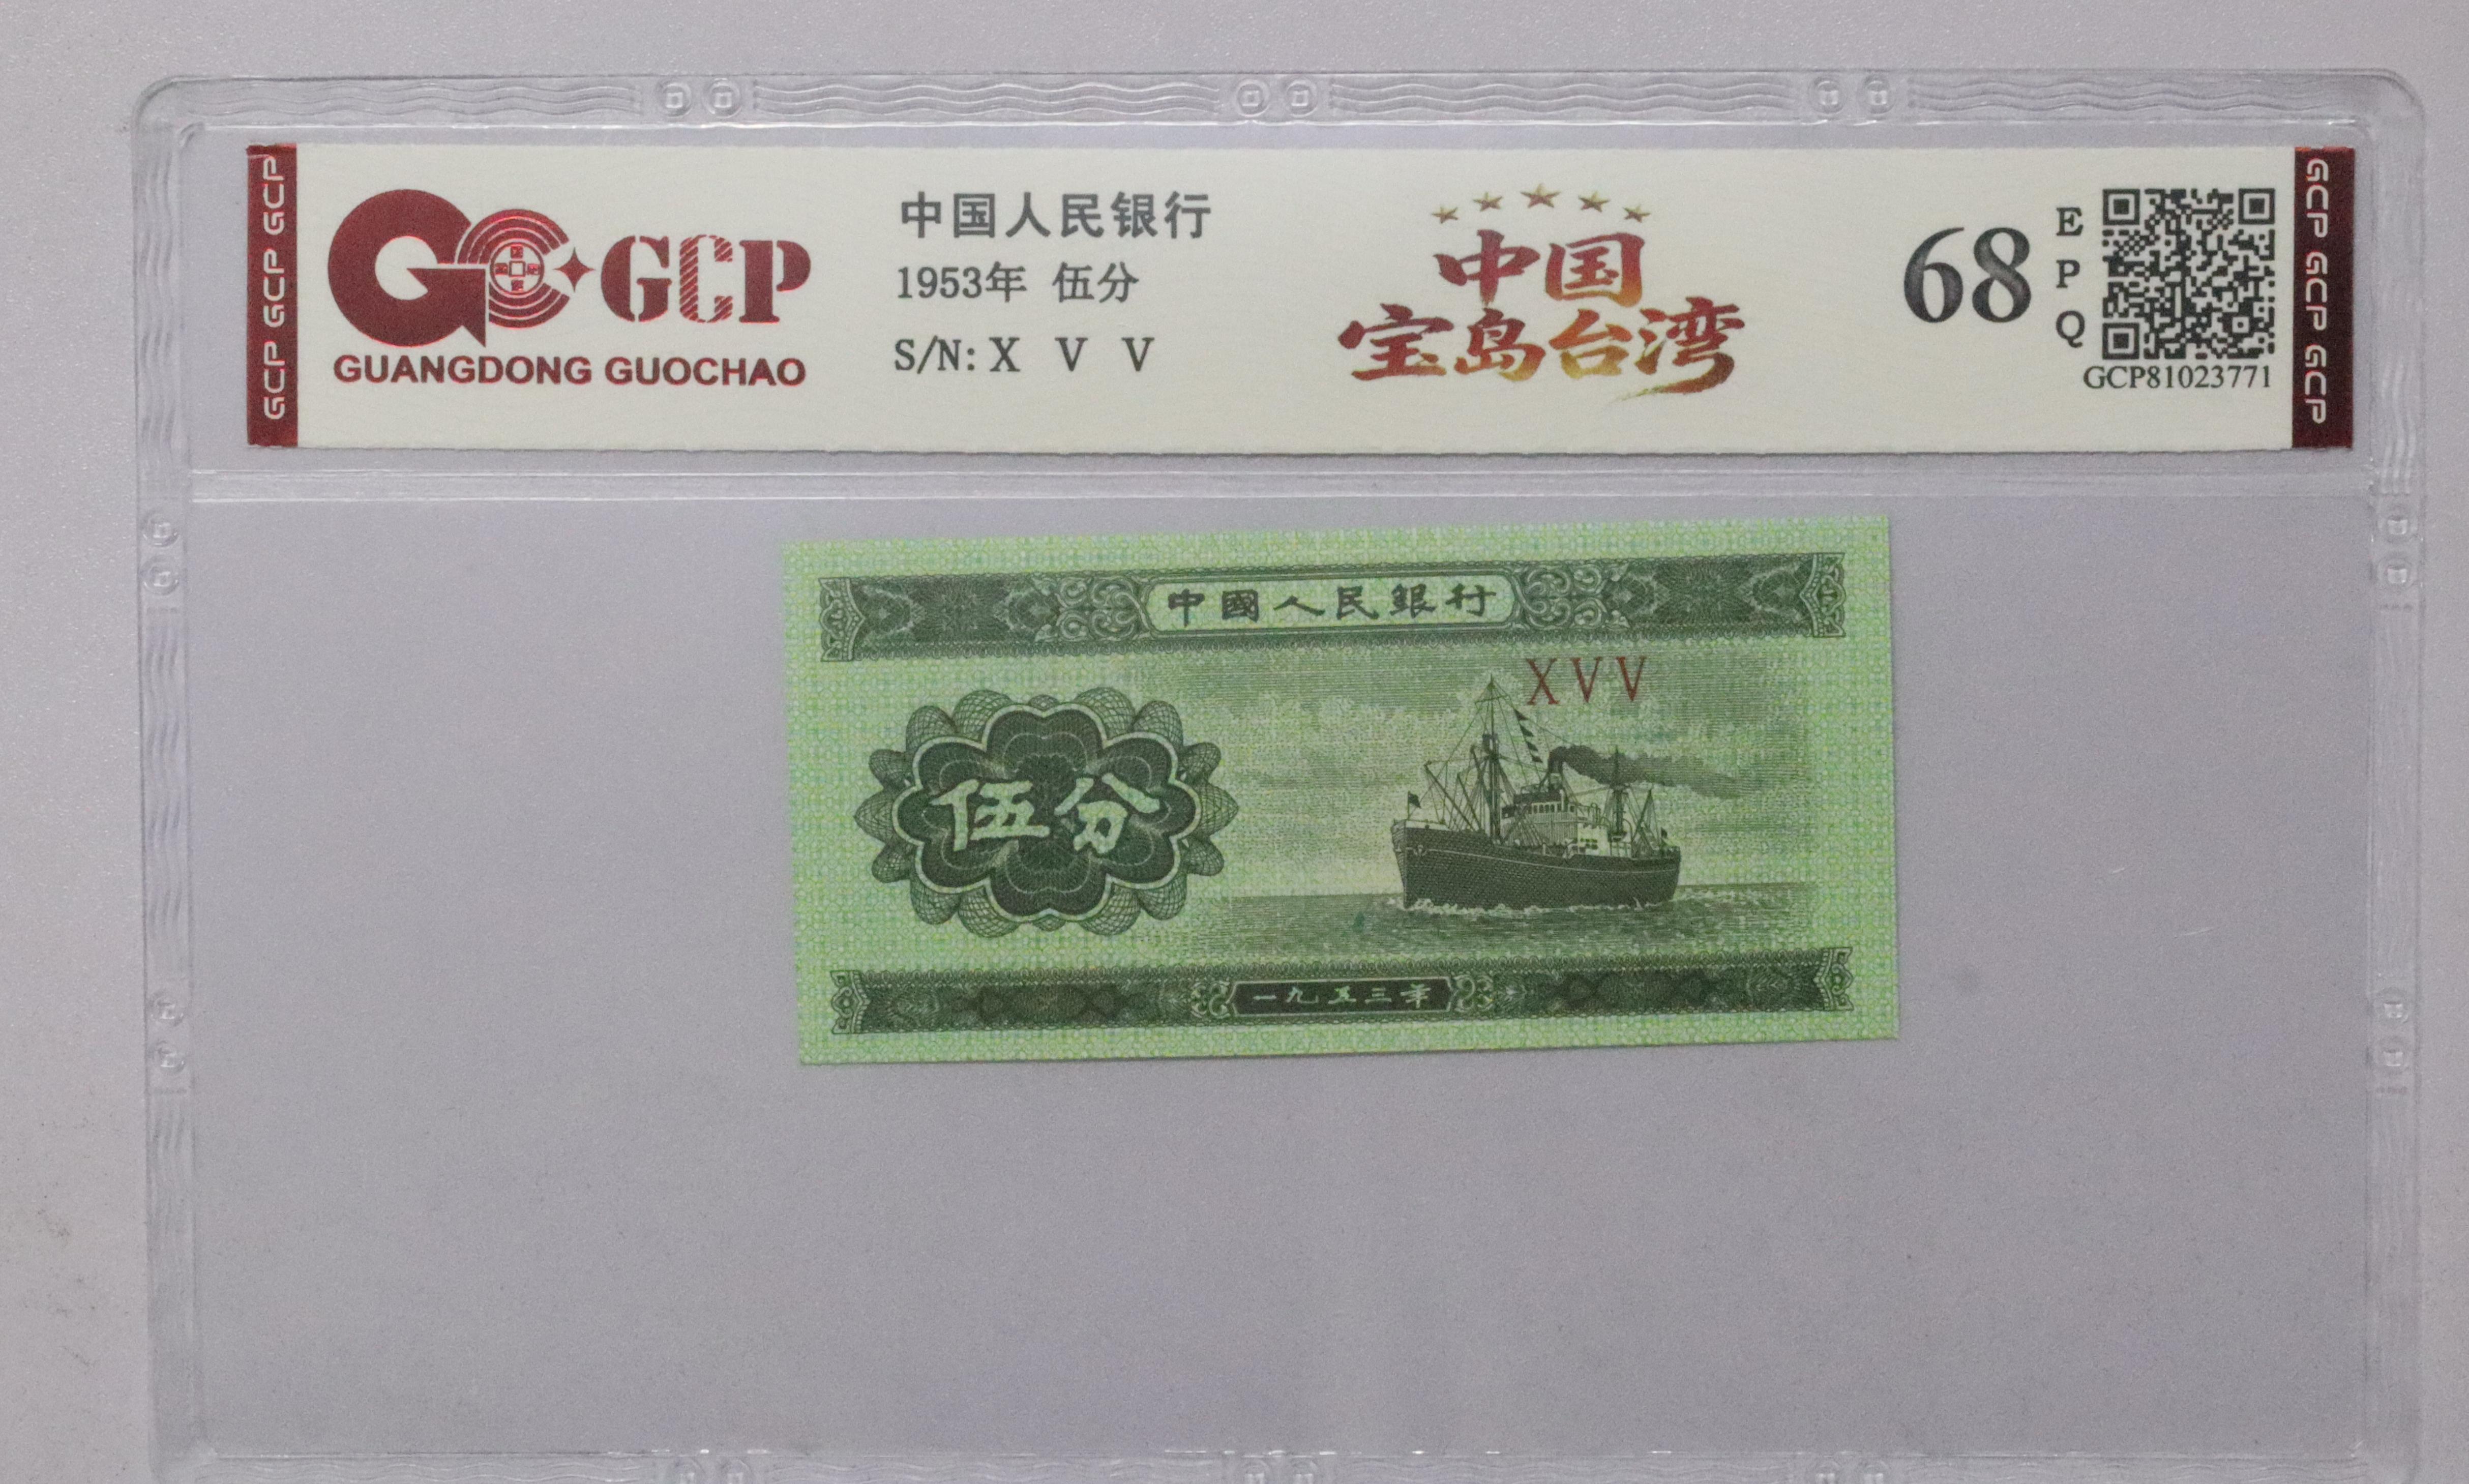 GCP GCP GCP
GCP
GUANGDONG GUOCHAO
中国人民银行
1953年 伍分
S/N: X V V
中国
宝岛台湾
68
E
P
Q
GCP81023771
GCP GCP GCP
中國人民銀行
XVV
伍分
一九五三年